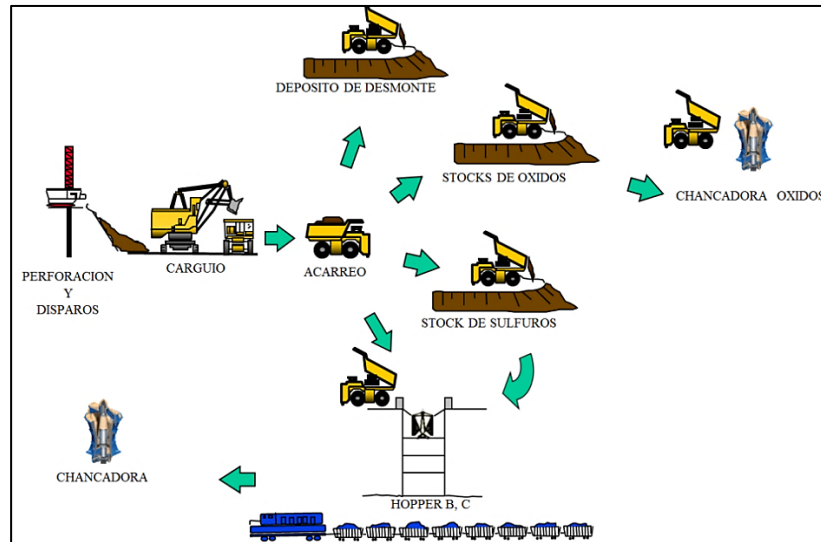 DEPOSITO DE DESMONTE
STOCKS DE OXIDOS
CHANCADORA OXIDOS
PERFORACION
Y
DISPAROS
CARGUIO
ACARREO
STOCK DE SULFUROS
CHANCADORA
HOPPER B, C